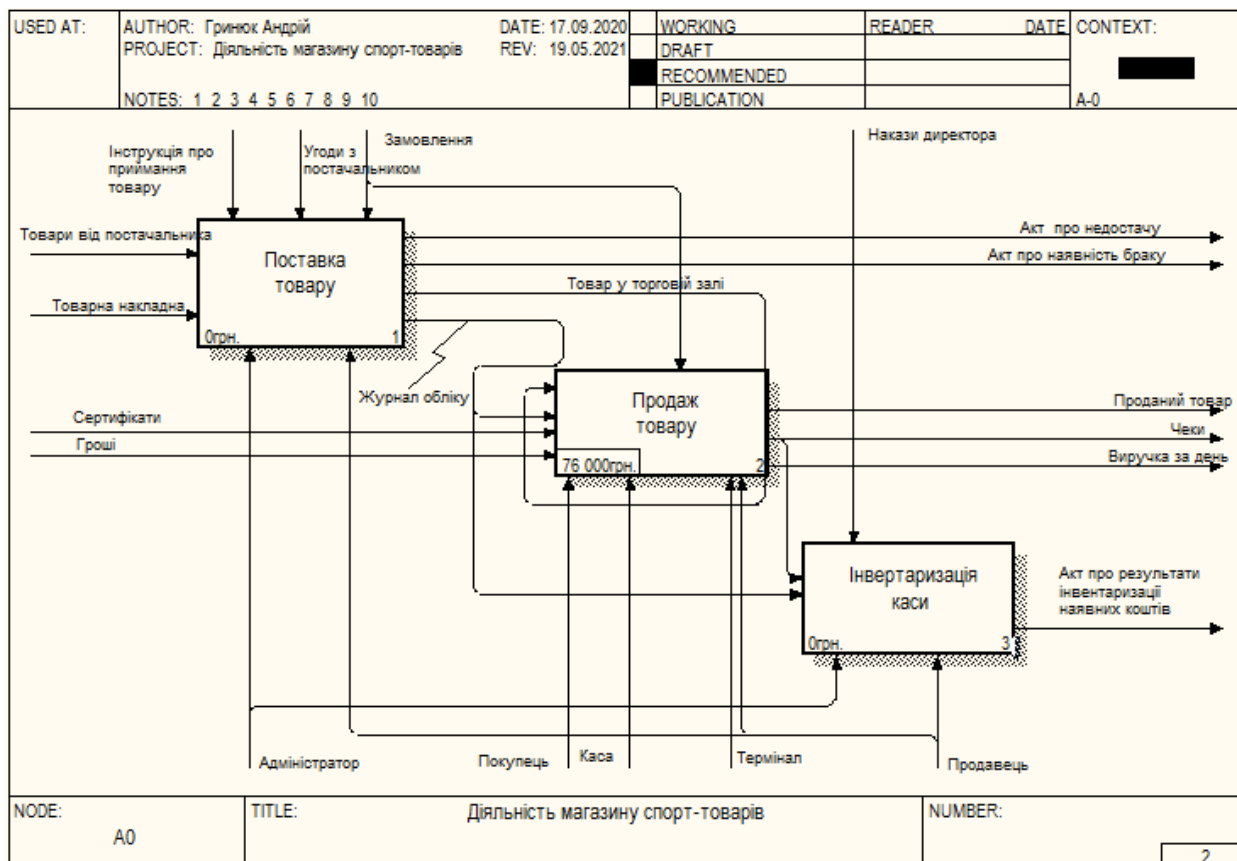 USED AT:
AUTHOR: Гринюк Андрій
DATE: 17.09.2020
PROJECT: Діяльність магазину спорт-товарів
REV: 19.05.2021
NOTES: 1 2 3 4 5 6 7 8 9 10
WORKING
DRAFT
RECOMMENDED
PUBLICATION
READER
DATE
CONTEXT:
A-0
Інструкція про
приймання
товару
Угоди з
постачальником
Замовлення
Накази директора
Товари від постачальника
Товарна накладна
Поставка
товару
0грн.
1
Акт про недостачу
Акт про наявність браку
Товар у торговій залі
Журнал обліку
Сертифікати
Гроші
Продаж
товару
76 000грн.
2
Проданий товар
Чеки
Виручка за день
Інвертаризація
каси
0грн.
3
Акт про результати
інвентаризації
наявних коштів
Адміністратор
Покупець
Каса
Термінал
Продавець
NODE:
A0
TITLE:
Діяльність магазину спорт-товарів
NUMBER:
2